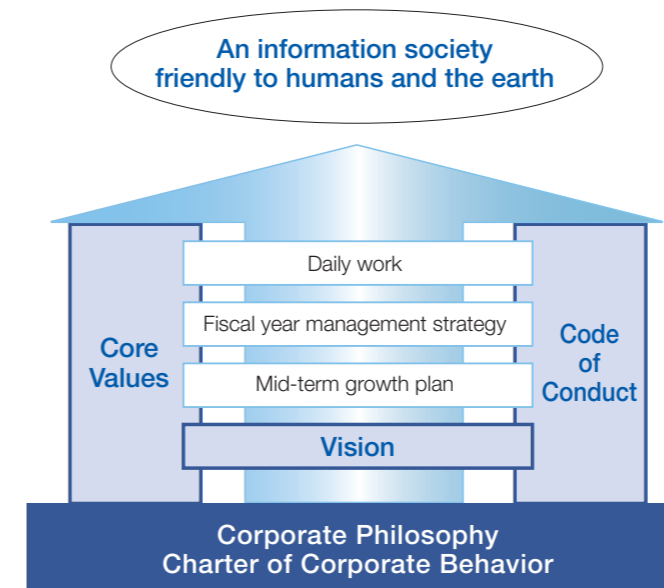 An information society
friendly to humans and the earth
Daily work
Fiscal year management strategy
Mid-term growth plan
Vision
Core
Values
Code
of
Conduct
Corporate Philosophy
Charter of Corporate Behavior